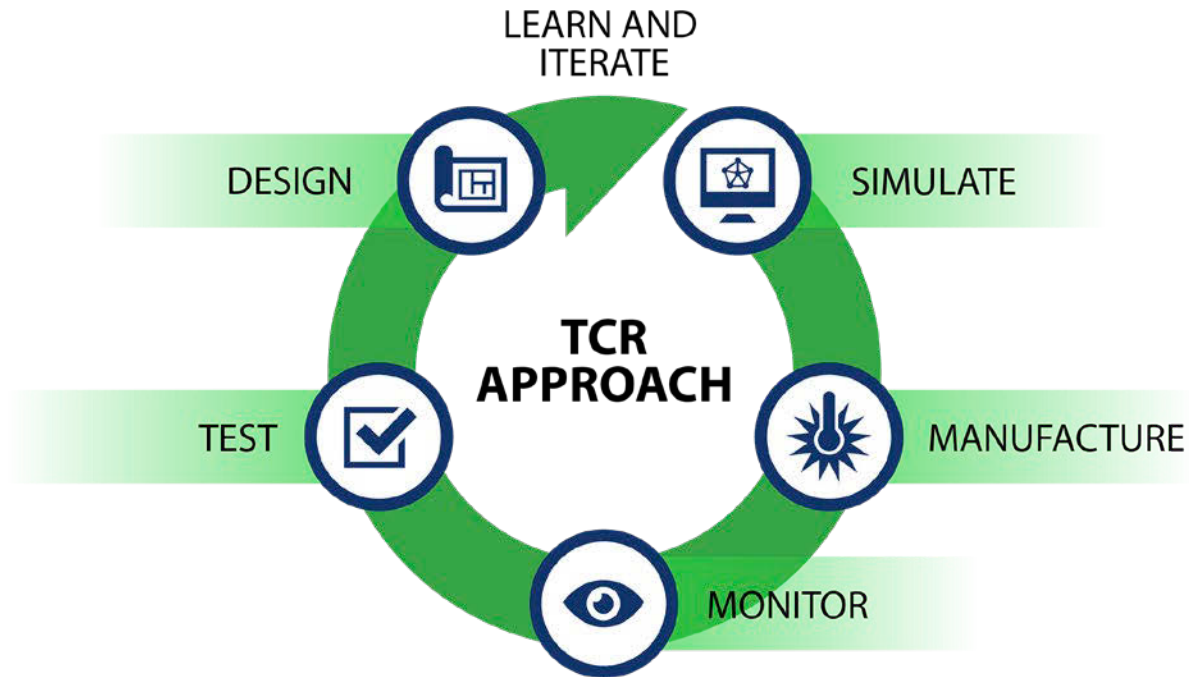 LEARN AND
ITERATE
DESIGN
SIMULATE
TCR
APPROACH
TEST
MANUFACTURE
MONITOR